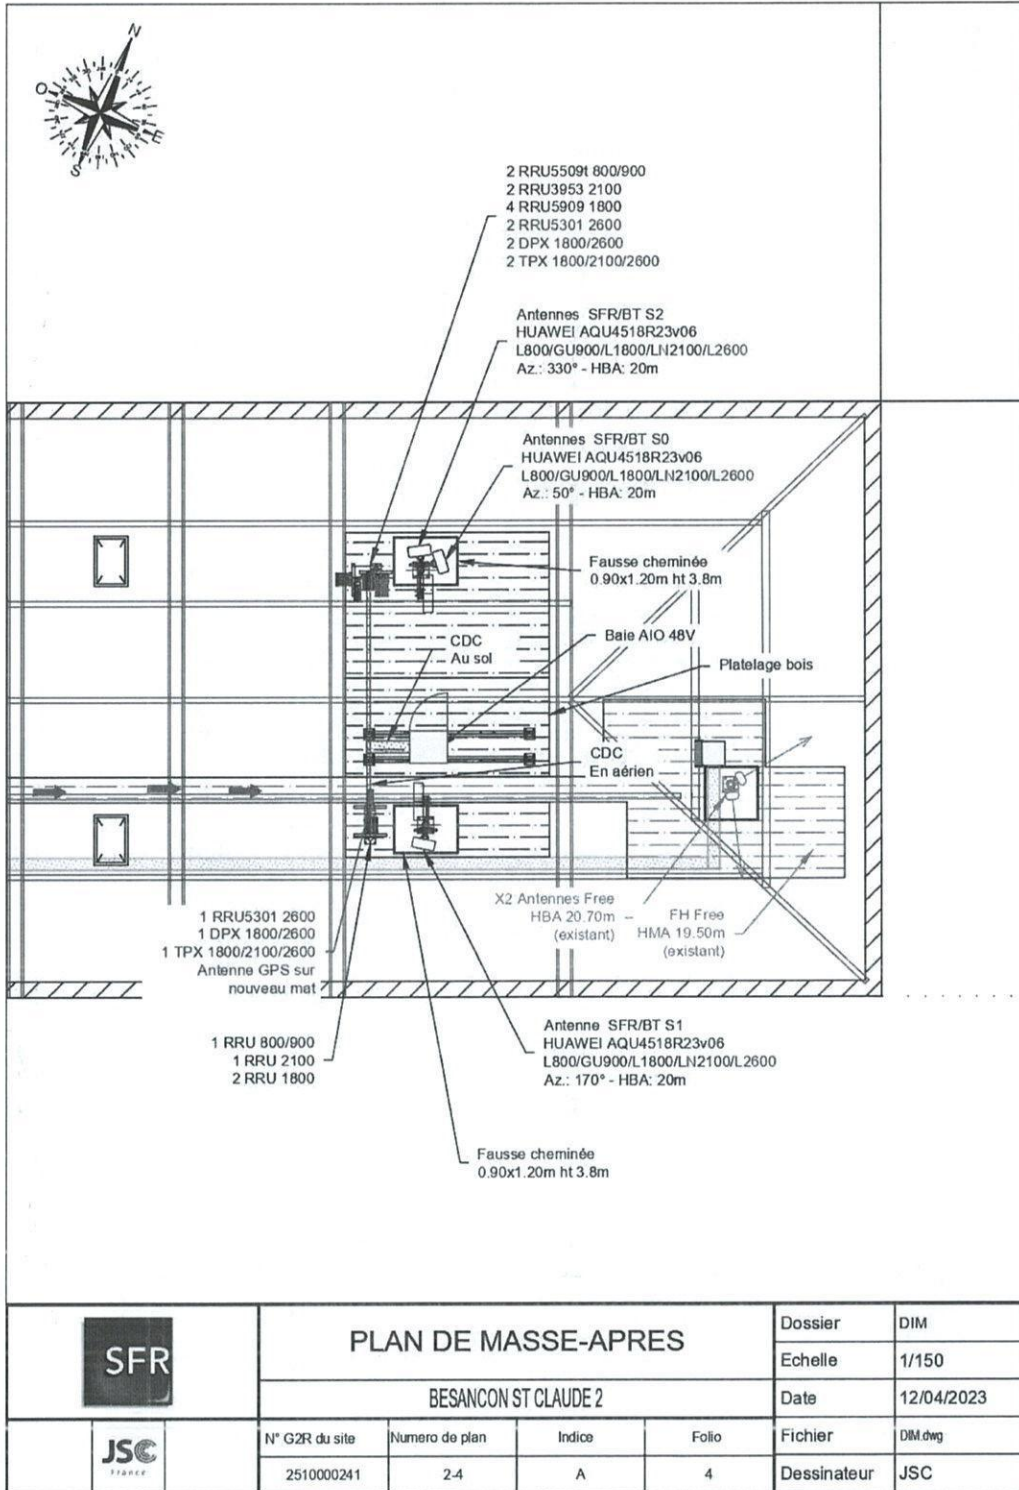 N
O
E
S
2 RRU5509t 800/900
2 RRU3953 2100
4 RRU5909 1800
2 RRU5301 2600
2 DPX 1800/2600
2 TPX 1800/2100/2600
Antennes SFR/BT S2
HUAWEI AQU4518R23v06
L800/GU900/L1800/LN2100/L2600
Az.: 330° - HBA: 20m
Antennes SFR/BT S0
HUAWEI AQU4518R23v06
L800/GU900/L1800/LN2100/L2600
Az.: 50° - HBA: 20m
Fausse cheminée
0.90x1.20m ht 3.8m
CDC
Au sol
Baie AIO 48V
Platelage bois
CDC
En aérien
X2 Antennes Free
HBA 20.70m
(existant)
FH Free
HMA 19.50m
(existant)
1 RRU5301 2600
1 DPX 1800/2600
1 TPX 1800/2100/2600
Antenne GPS sur
nouveau mat
1 RRU 800/900
1 RRU 2100
2 RRU 1800
Antenne SFR/BT S1
HUAWEI AQU4518R23v06
L800/GU900/L1800/LN2100/L2600
Az.: 170° - HBA: 20m
Fausse cheminée
0.90x1.20m ht 3.8m
SFR
PLAN DE MASSE-APRES
BESANCON ST CLAUDE 2
Dossier DIM
Echelle 1/150
Date 12/04/2023
JSC
France
N° G2R du site Numero de plan Indice Folio
2510000241 2-4 A 4
Fichier DIM.dwg
Dessinateur JSC